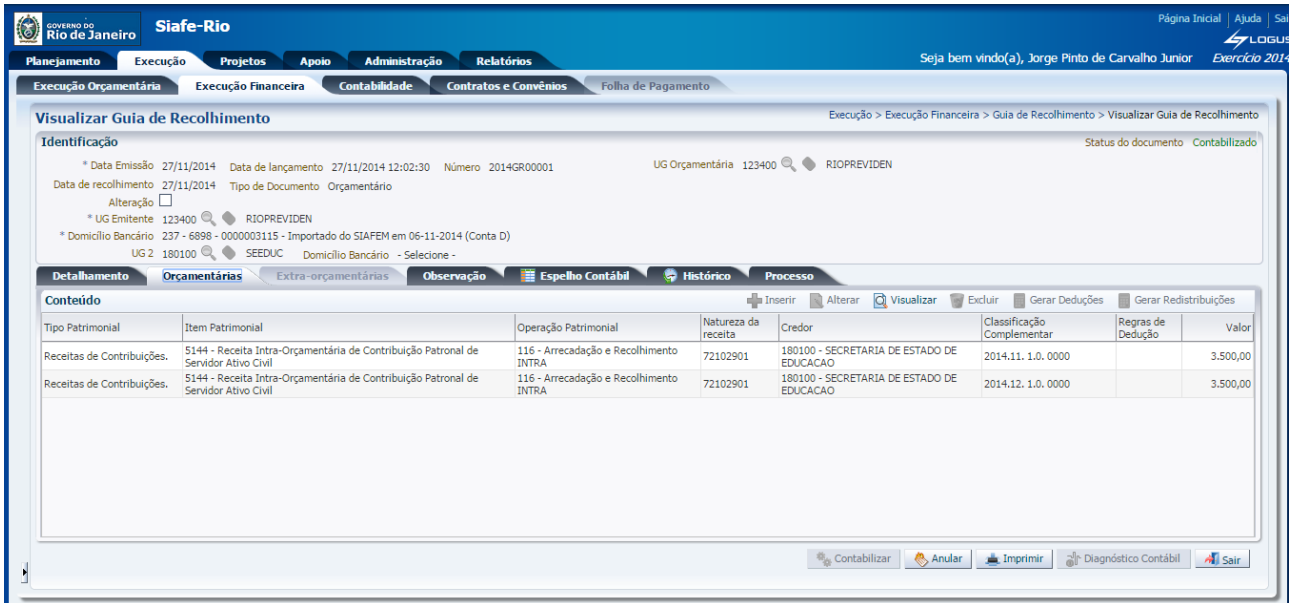 GOVERNO DO
Rio de Janeiro
Siafe-Rio
Página Inicial | Ajuda | Sai
LOGUS
Planejamento Execução Projetos Apoio Administração Relatórios
Seja bem vindo(a), Jorge Pinto de Carvalho Junior Exercício 2014
Execução Orçamentária Execução Financeira Contabilidade Contratos e Convênios Folha de Pagamento
Visualizar Guia de Recolhimento
Execução > Execução Financeira > Guia de Recolhimento > Visualizar Guia de Recolhimento
Identificação
Status do documento Contabilizado
* Data Emissão 27/11/2014 Data de lançamento 27/11/2014 12:02:30 Número 2014GR00001 UG Orçamentária 123400 RIOPREVIDEN
Data de recolhimento 27/11/2014 Tipo de Documento Orçamentário
Alteração
* UG Emitente 123400 RIOPREVIDEN
* Domicílio Bancário 237 - 6898 - 0000003115 - Importado do SIAFEM em 06-11-2014 (Conta D)
UG 2 180100 SEEDUC Domicílio Bancário - Selecione -
Detalhamento Orçamentárias Extra-orçamentárias Observação Espelho Contábil Histórico Processo
Conteúdo
Inserir Alterar Visualizar Excluir Gerar Deduções Gerar Redistribuições
Tipo Patrimonial Item Patrimonial Operação Patrimonial Natureza da receita Credor Classificação Complementar Regras de Dedução Valor
Receitas de Contribuições. 5144 - Receita Intra-Orçamentária de Contribuição Patronal de Servidor Ativo Civil 116 - Arrecadação e Recolhimento INTRA 72102901 180100 - SECRETARIA DE ESTADO DE EDUCACAO 2014.11. 1.0. 0000 3.500,00
Receitas de Contribuições. 5144 - Receita Intra-Orçamentária de Contribuição Patronal de Servidor Ativo Civil 116 - Arrecadação e Recolhimento INTRA 72102901 180100 - SECRETARIA DE ESTADO DE EDUCACAO 2014.12. 1.0. 0000 3.500,00
Contabilizar Anular Imprimir Diagnóstico Contábil Sair